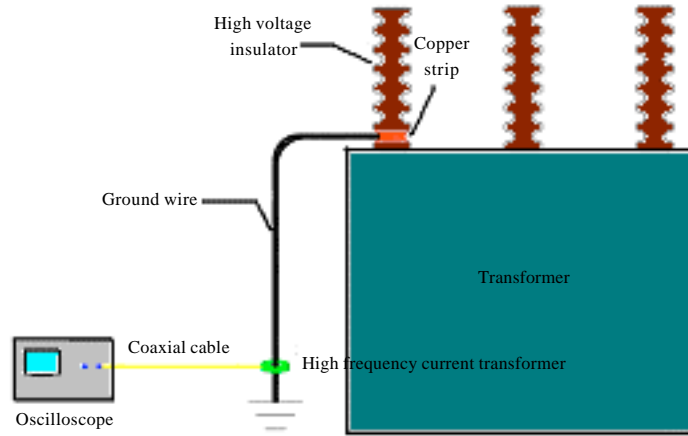 High voltage
insulator
Copper
strip
Ground wire
Transformer
Coaxial cable
High frequency current transformer
Oscilloscope